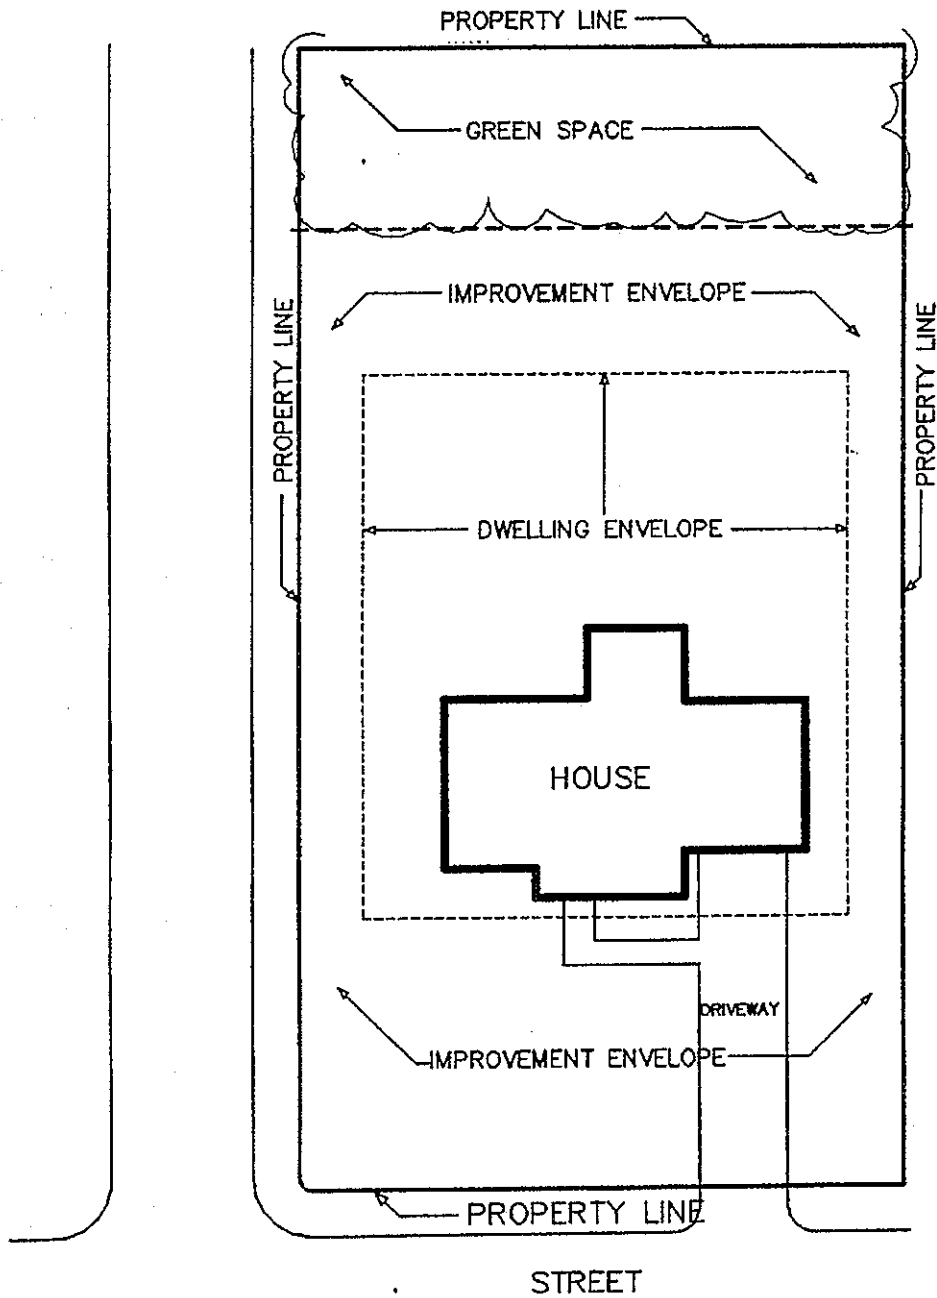 PROPERTY LINE
GREEN SPACE
IMPROVEMENT ENVELOPE
PROPERTY LINE
PROPERTY LINE
DWELLING ENVELOPE
HOUSE
DRIVEWAY
IMPROVEMENT ENVELOPE
PROPERTY LINE
STREET